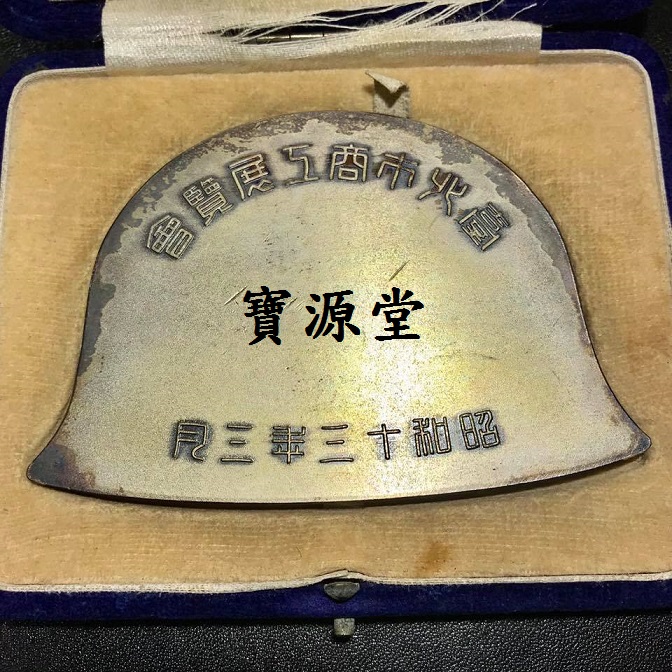 臺北市商工展覽會
寶源堂
昭和十三年三月